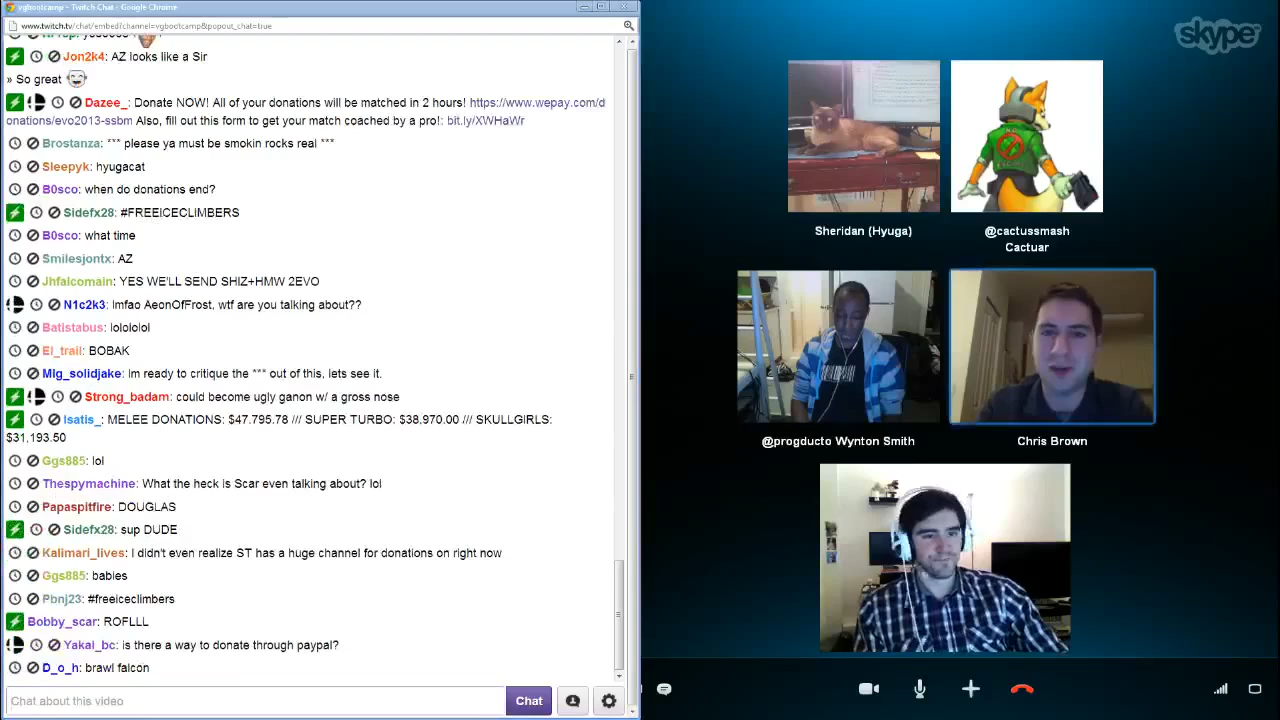 vgbootcamp - Twitch Chat - Google Chrome
www.twitch.tv/chat/embed?channel=vgbootcamp&popout_chat=true
Jon2k4: AZ looks like a Sir
» So great
Dazee_: Donate NOW! All of your donations will be matched in 2 hours! https://www.wepay.com/d
onations/evo2013-ssbm Also, fill out this form to get your match coached by a pro!: bit.ly/XWHaWr
Brostanza: *** please ya must be smokin rocks real ***
Sleepyk: hyugacat
B0sco: when do donations end?
Sidefx28: #FREEICECLIMBERS
B0sco: what time
Smilesjontx: AZ
Jhfalcomain: YES WE'LL SEND SHIZ+HMW 2EVO
N1c2k3: lmfao AeonOfFrost, wtf are you talking about??
Batistabus: lolololol
El_trail: BOBAK
Mlg_solidjake: Im ready to critique the *** out of this, lets see it.
Strong_badam: could become ugly ganon w/ a gross nose
Isatis_: MELEE DONATIONS: $47.795.78 /// SUPER TURBO: $38,970.00 /// SKULLGIRLS:
$31,193.50
Ggs885: lol
Thespymachine: What the heck is Scar even talking about? lol
Papaspitfire: DOUGLAS
Sidefx28: sup DUDE
Kalimari_lives: I didn't even realize ST has a huge channel for donations on right now
Ggs885: babies
Pbnj23: #freeiceclimbers
Bobby_scar: ROFLLL
Yakal_bc: is there a way to donate through paypal?
D_o_h: brawl falcon
Chat about this video
Chat
skype
Sheridan (Hyuga)
@cactussmash
Cactuar
@progducto Wynton Smith
Chris Brown